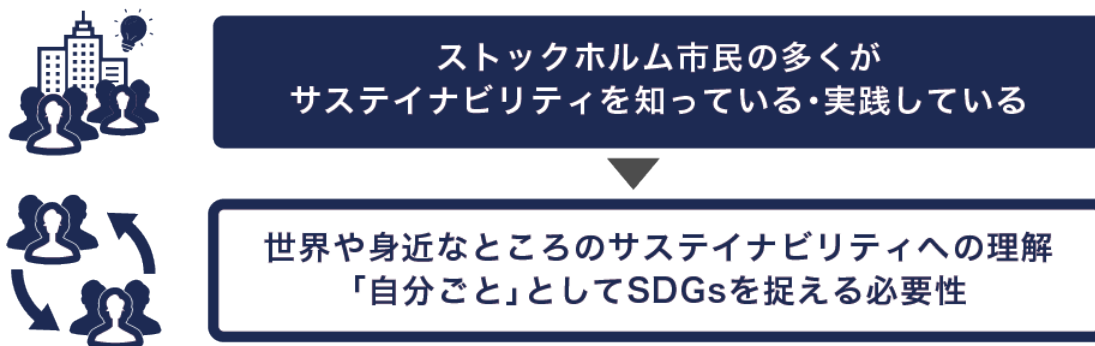 ストックホルム市民の多くが
サステイナビリティを知っている・実践している
世界や身近なところのサステイナビリティへの理解
「自分ごと」としてSDGsを捉える必要性